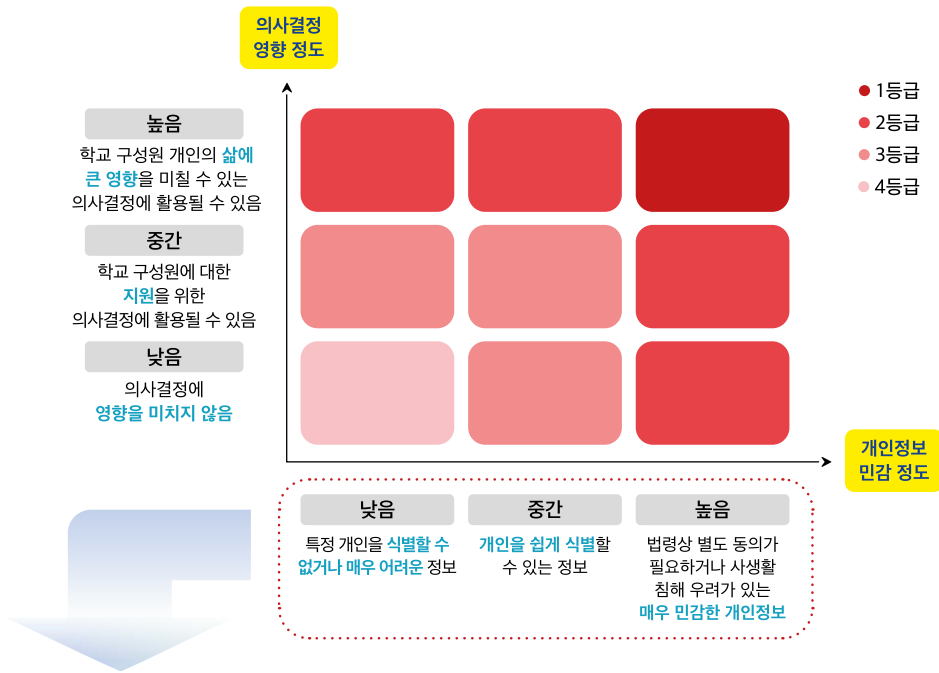 의사결정
영향 정도
1등급
2등급
3등급
4등급
높음
학교 구성원 개인의 삶에
큰 영향을 미칠 수 있는
의사결정에 활용될 수 있음
중간
학교 구성원에 대한
지원을 위한
의사결정에 활용될 수 있음
낮음
의사결정에
영향을 미치지 않음
개인정보
민감 정도
낮음
특정 개인을 식별할 수
없거나 매우 어려운 정보
중간
개인을 쉽게 식별할
수 있는 정보
높음
법령상 별도 동의가
필요하거나 사생활
침해 우려가 있는
매우 민감한 개인정보